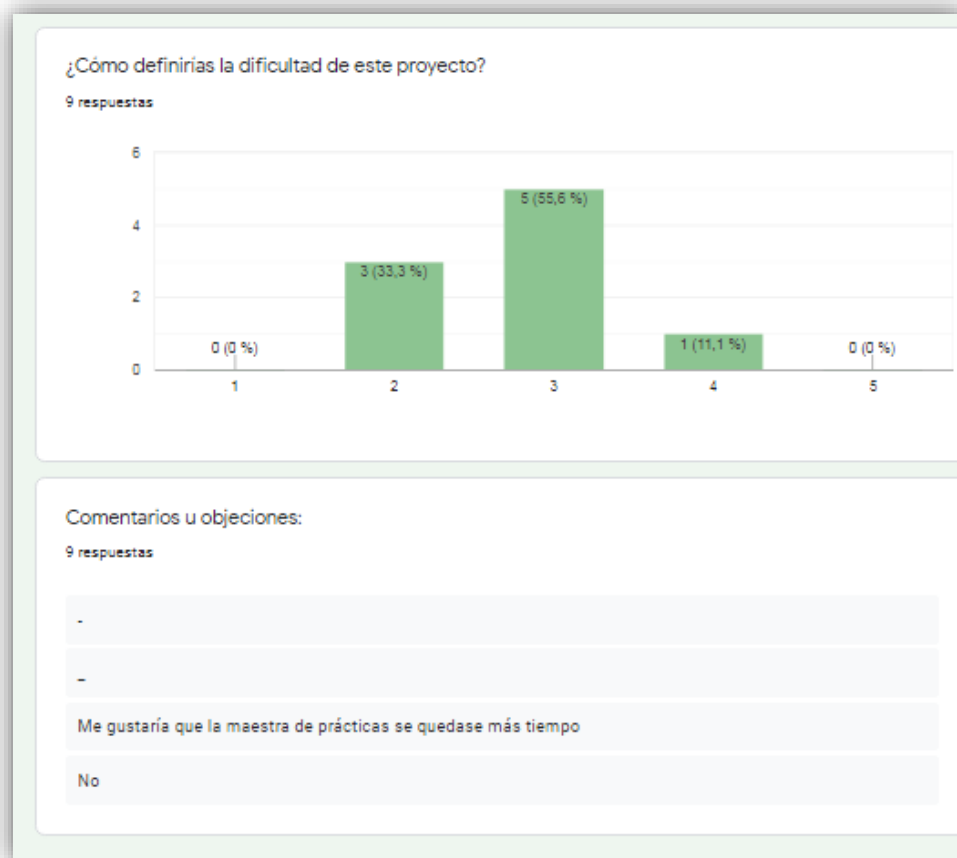 ¿Cómo definirías la dificultad de este proyecto?
9 respuestas
6
4
2
0
0 (0 %)
3 (33,3 %)
5 (55,6 %)
1 (11,1 %)
0 (0 %)
1
2
3
4
5
Comentarios u objeciones:
9 respuestas
-
–
Me gustaría que la maestra de prácticas se quedase más tiempo
No